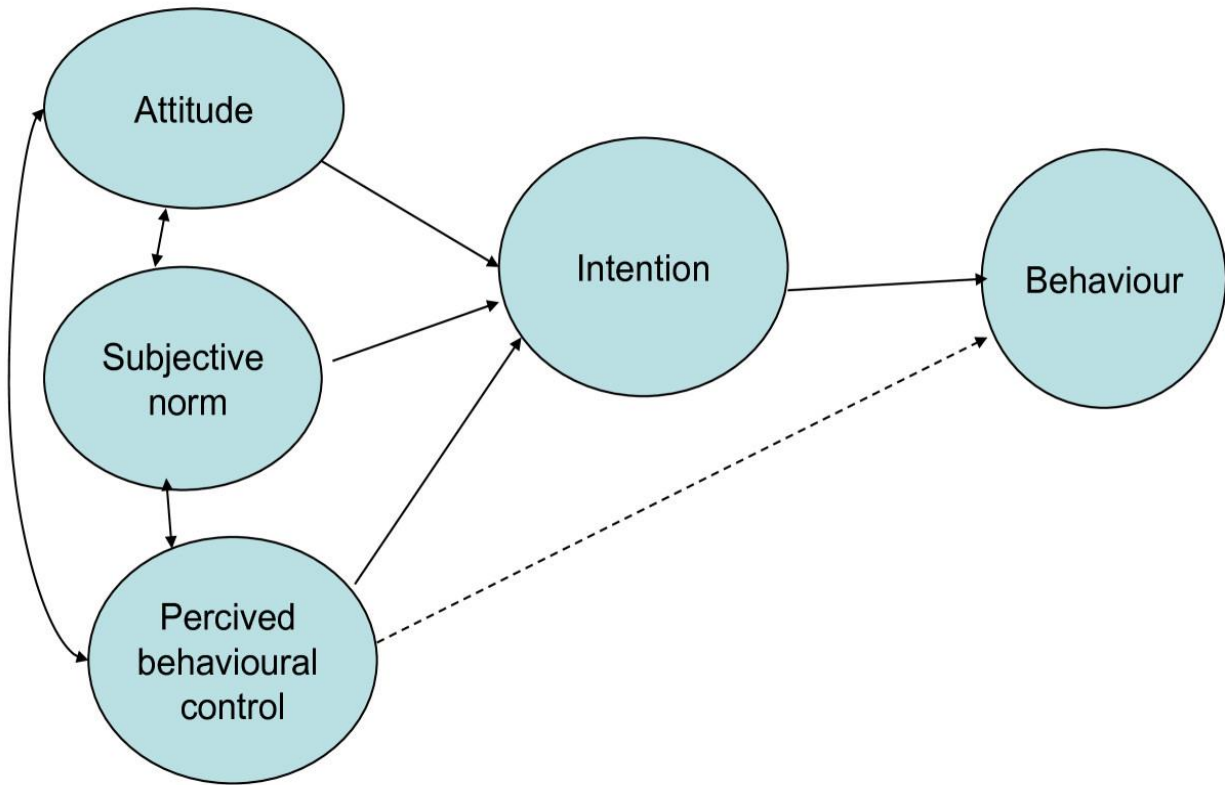 Attitude
Subjective
norm
Percived
behavioural
control
Intention
Behaviour